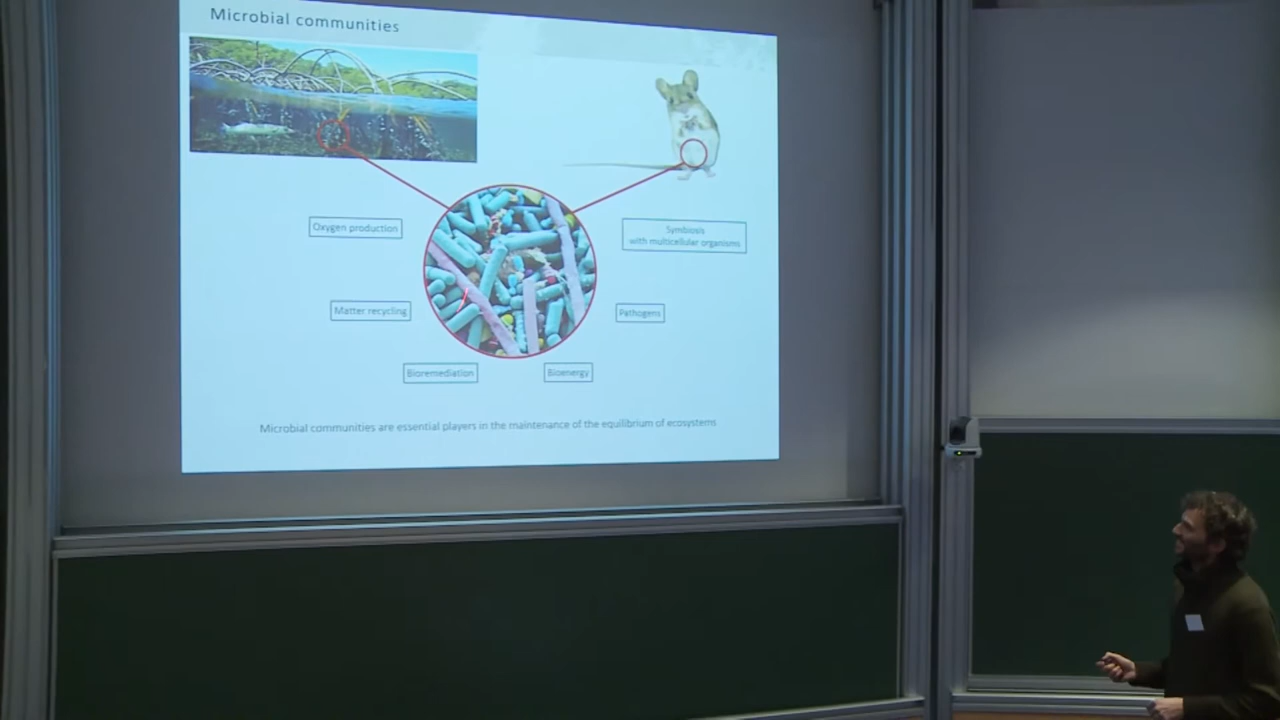 Microbial communities
Oxygen production
Symbiosis
with multicellular organisms
Matter recycling
Pathogens
Bioremediation
Bioenergy
Microbial communities are essential players in the maintenance of the equilibrium of ecosystems